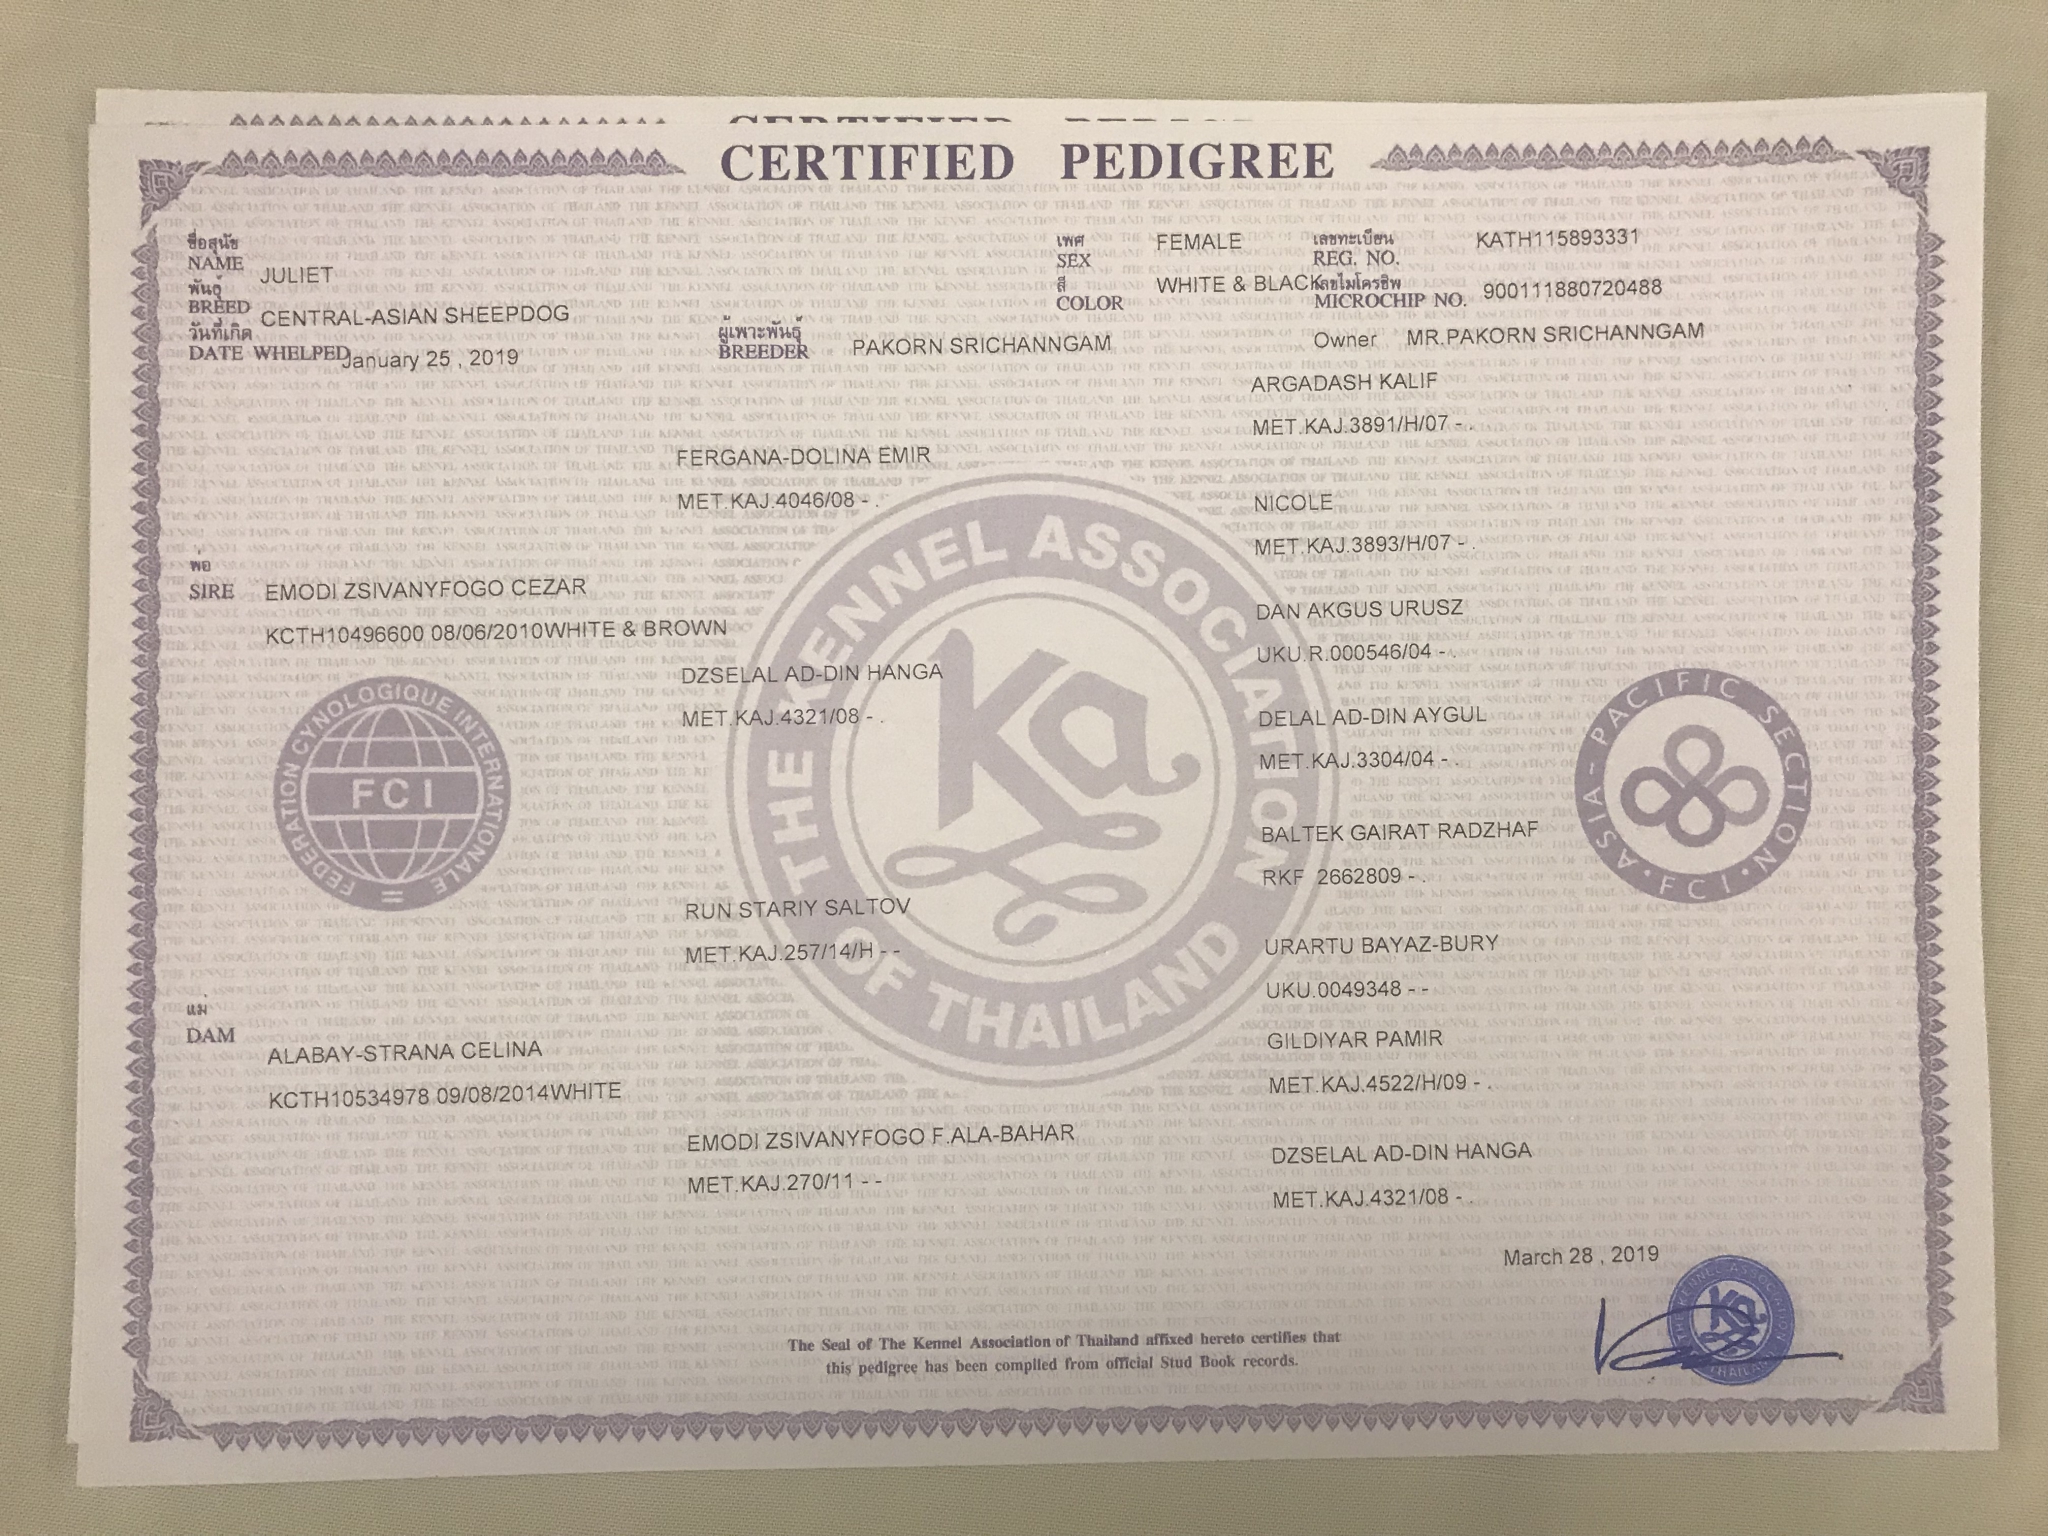 CERTIFIED PEDIGREE
ชื่อสุนัข
NAME JULIET
พันธุ์
BREED CENTRAL-ASIAN SHEEPDOG
วันที่เกิด
DATE WHELPED January 25 , 2019
ผู้เพาะพันธุ์
BREEDER PAKORN SRICHANNGAM
เพศ
SEX FEMALE
สี
COLOR WHITE & BLACK
เลขทะเบียน
REG. NO. KATH115893331
เลขไมโครชิพ
MICROCHIP NO. 900111880720488
Owner MR.PAKORN SRICHANNGAM
พ่อ
SIRE EMODI ZSIVANYFOGO CEZAR
KCTH10496600 08/06/2010WHITE & BROWN
แม่
DAM
ALABAY-STRANA CELINA
KCTH10534978 09/08/2014WHITE
FERGANA-DOLINA EMIR
MET.KAJ.4046/08 - .
DZSELAL AD-DIN HANGA
MET.KAJ.4321/08 - .
RUN STARIY SALTOV
MET.KAJ.257/14/H - -
EMODI ZSIVANYFOGO F.ALA-BAHAR
MET.KAJ.270/11 - -
ARGADASH KALIF
MET.KAJ.3891/H/07 - .
NICOLE
MET.KAJ.3893/H/07 - .
DAN AKGUS URUSZ
UKU.R.000546/04 - .
DELAL AD-DIN AYGUL
MET.KAJ.3304/04 - .
BALTEK GAIRAT RADZHAF
RKF 2662809 - .
URARTU BAYAZ-BURY
UKU.0049348 - -
GILDIYAR PAMIR
MET.KAJ.4522/H/09 - .
DZSELAL AD-DIN HANGA
MET.KAJ.4321/08 - .
FEDERATION CYNOLOGIQUE INTERNATIONALE
FCI
THE KENNEL ASSOCIATION OF THAILAND
Ka
ASIA-PACIFIC SECTION
·FCI·
March 28 , 2019
The Seal of The Kennel Association of Thailand affixed hereto certifies that
this pedigree has been compiled from official Stud Book records.